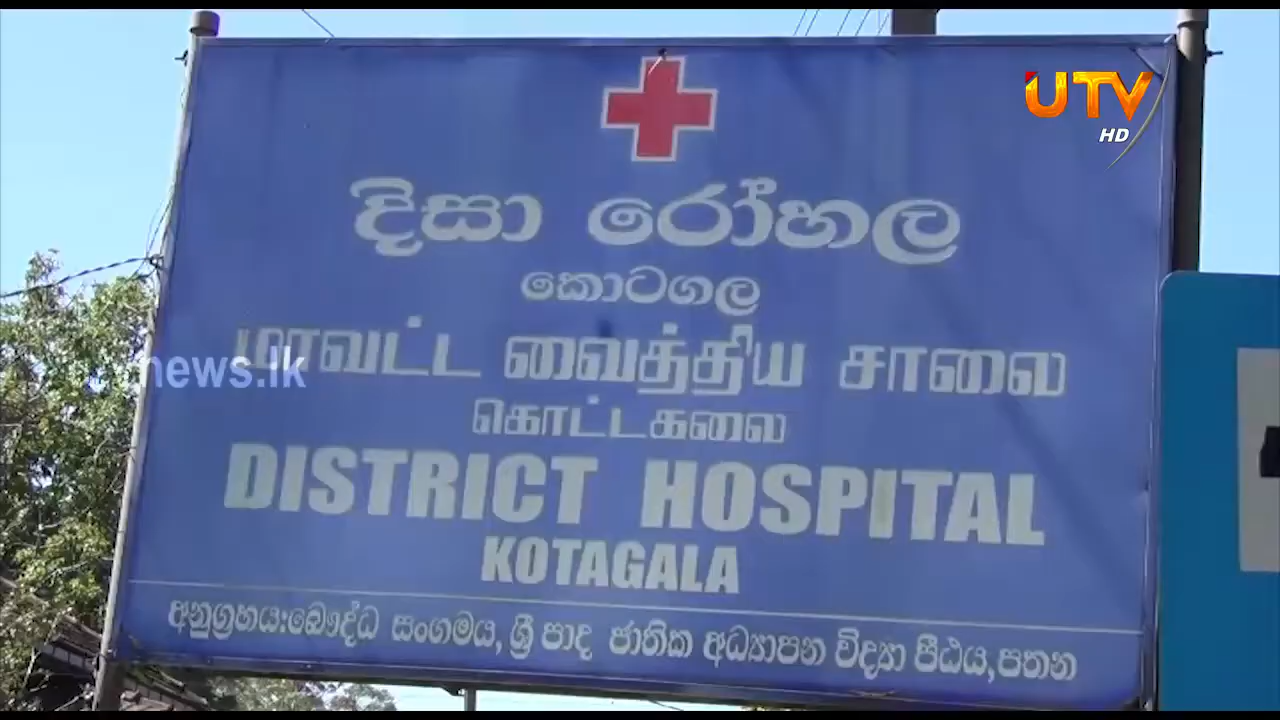 UTV
HD
දිසා රෝහල
කොටගල
மாவட்ட வைத்திய சாலை
news.lk
கொட்டகலை
DISTRICT HOSPITAL
KOTAGALA
අනුග්‍රහය:බෞද්ධ සංගමය, ශ්‍රී පාද ජාතික අධ්‍යාපන විද්‍යා පීඨය, පතන